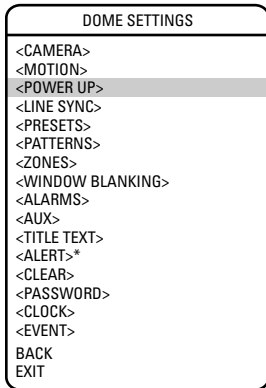 DOME SETTINGS
<CAMERA>
<MOTION>
<POWER UP>
<LINE SYNC>
<PRESETS>
<PATTERNS>
<ZONES>
<WINDOW BLANKING>
<ALARMS>
<AUX>
<TITLE TEXT>
<ALERT>*
<CLEAR>
<PASSWORD>
<CLOCK>
<EVENT>
BACK
EXIT